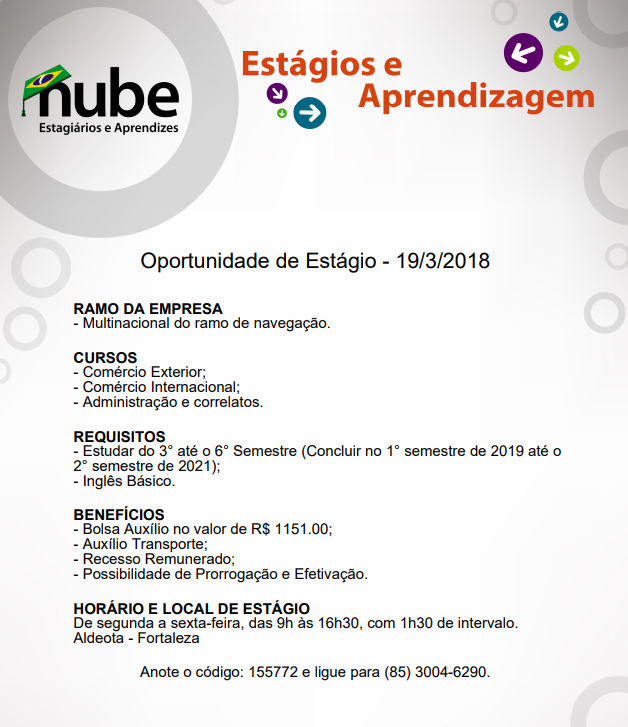 nube
Estagiários e Aprendizes
Estágios e
Aprendizagem
Oportunidade de Estágio - 19/3/2018
RAMO DA EMPRESA
- Multinacional do ramo de navegação.
CURSOS
- Comércio Exterior;
- Comércio Internacional;
- Administração e correlatos.
REQUISITOS
- Estudar do 3° até o 6° Semestre (Concluir no 1° semestre de 2019 até o
2° semestre de 2021);
- Inglês Básico.
BENEFÍCIOS
- Bolsa Auxílio no valor de R$ 1151.00;
- Auxílio Transporte;
- Recesso Remunerado;
- Possibilidade de Prorrogação e Efetivação.
HORÁRIO E LOCAL DE ESTÁGIO
De segunda a sexta-feira, das 9h às 16h30, com 1h30 de intervalo.
Aldeota - Fortaleza
Anote o código: 155772 e ligue para (85) 3004-6290.